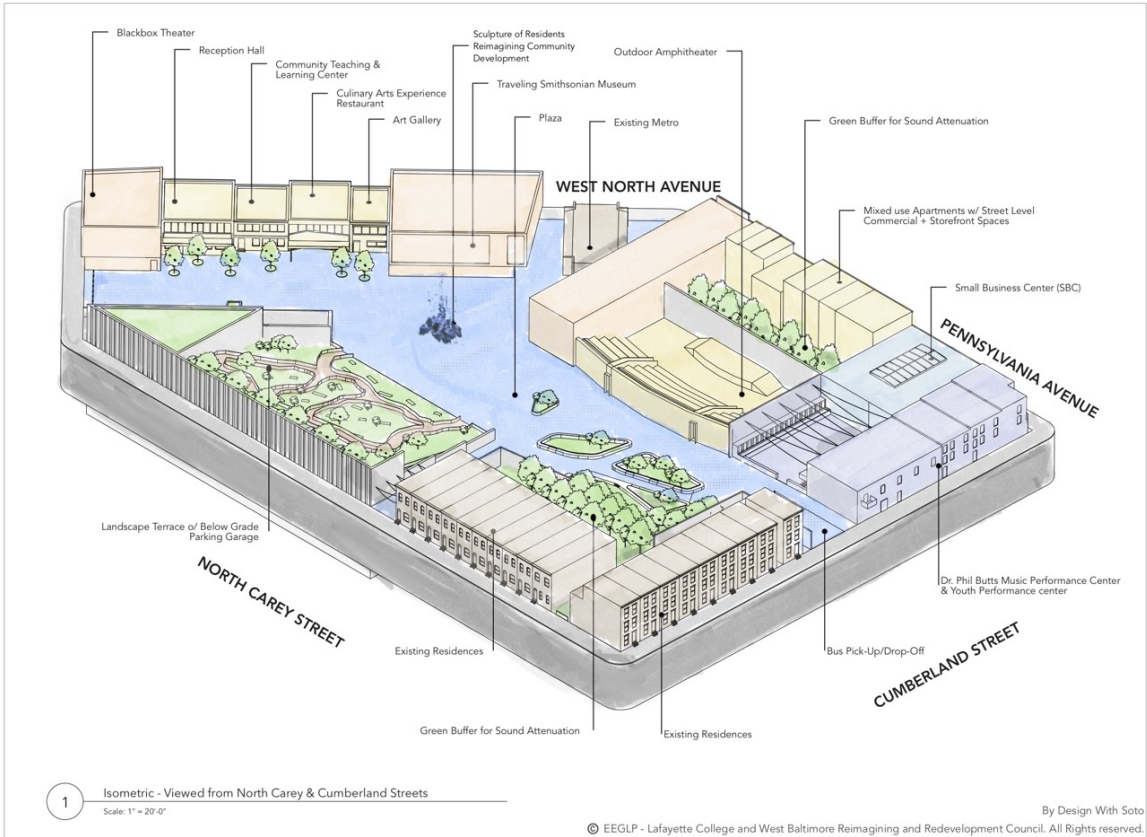 Blackbox Theater
Reception Hall
Community Teaching &
Learning Center
Culinary Arts Experience
Restaurant
Art Gallery
Sculpture of Residents
Reimagining Community
Development
Traveling Smithsonian Museum
Plaza
Outdoor Amphitheater
Existing Metro
Green Buffer for Sound Attenuation
WEST NORTH AVENUE
Mixed use Apartments w/ Street Level
Commercial + Storefront Spaces
Small Business Center (SBC)
PENNSYLVANIA AVENUE
Landscape Terrace o/ Below Grade
Parking Garage
NORTH CAREY STREET
Existing Residences
Green Buffer for Sound Attenuation
Existing Residences
Bus Pick-Up/Drop-Off
Dr. Phil Butts Music Performance Center
& Youth Performance center
CUMBERLAND STREET
1
Isometric - Viewed from North Carey & Cumberland Streets
Scale: 1" = 20'-0"
By Design With Soto
© EEGLP - Lafayette College and West Baltimore Reimagining and Redevelopment Council. All Rights reserved.